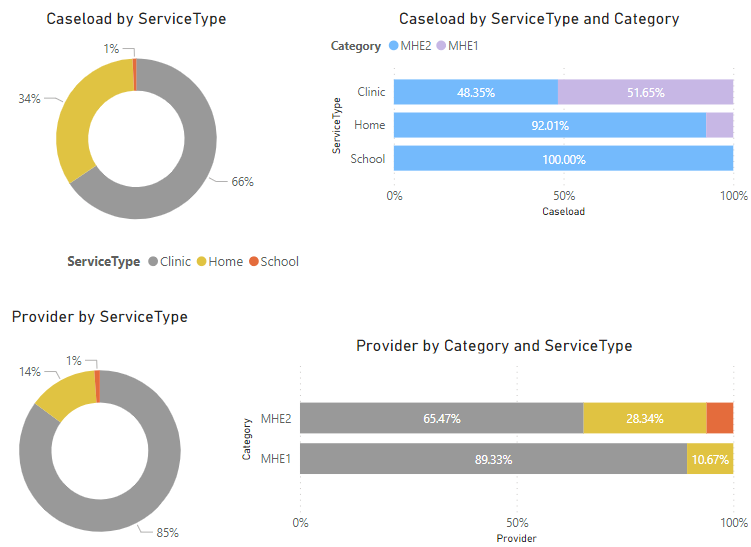 Caseload by ServiceType
1%
34%
66%
ServiceType Clinic Home School
Caseload by ServiceType and Category
Category MHE2 MHE1
ServiceType
Clinic 48.35% 51.65%
Home 92.01%
School 100.00%
0% 50% 100%
Caseload
Provider by ServiceType
1%
14%
85%
Provider by Category and ServiceType
Category
MHE2 65.47% 28.34%
MHE1 89.33% 10.67%
0% 50% 100%
Provider